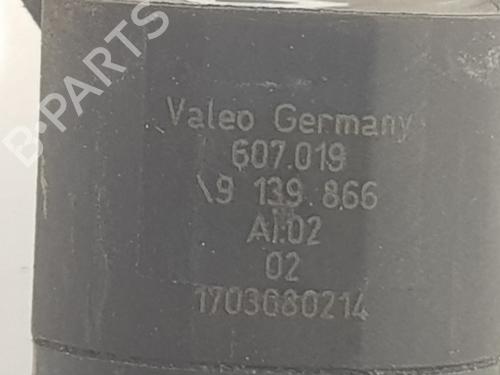 B-PARTS
Valeo Germany
607.019
\9 139 866
AI:02
02
1703080214